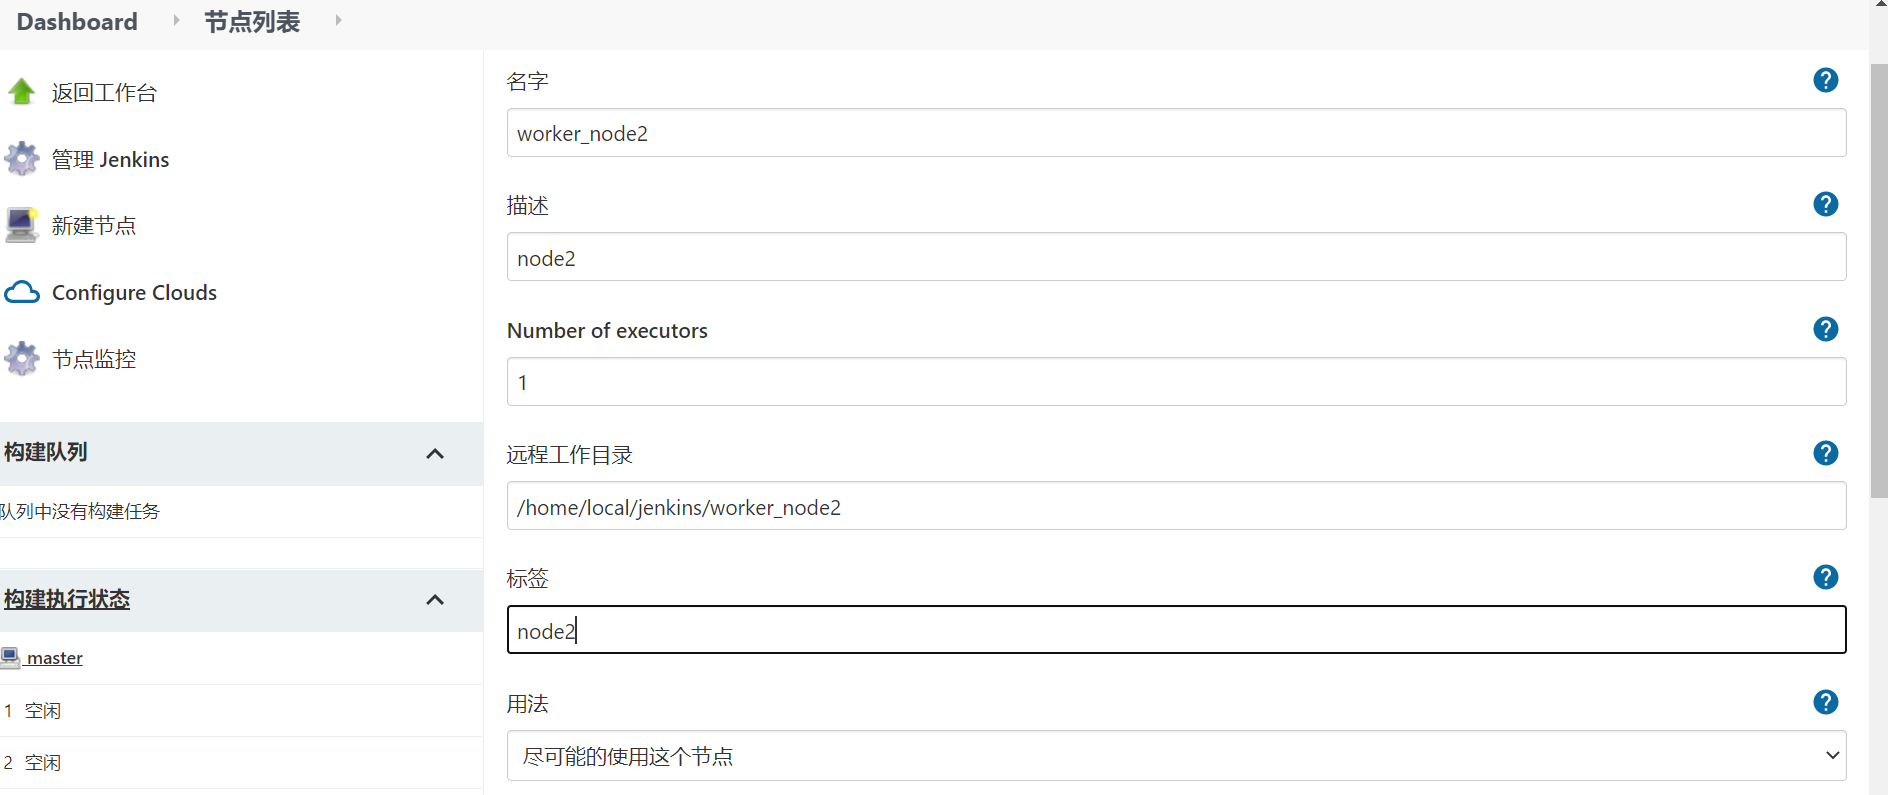 Dashboard 节点列表
返回工作台
管理 Jenkins
新建节点
Configure Clouds
节点监控
构建队列
队列中没有构建任务
构建执行状态
master
1 空闲
2 空闲
名字
worker_node2
描述
node2
Number of executors
1
远程工作目录
/home/local/jenkins/worker_node2
标签
node2
用法
尽可能的使用这个节点